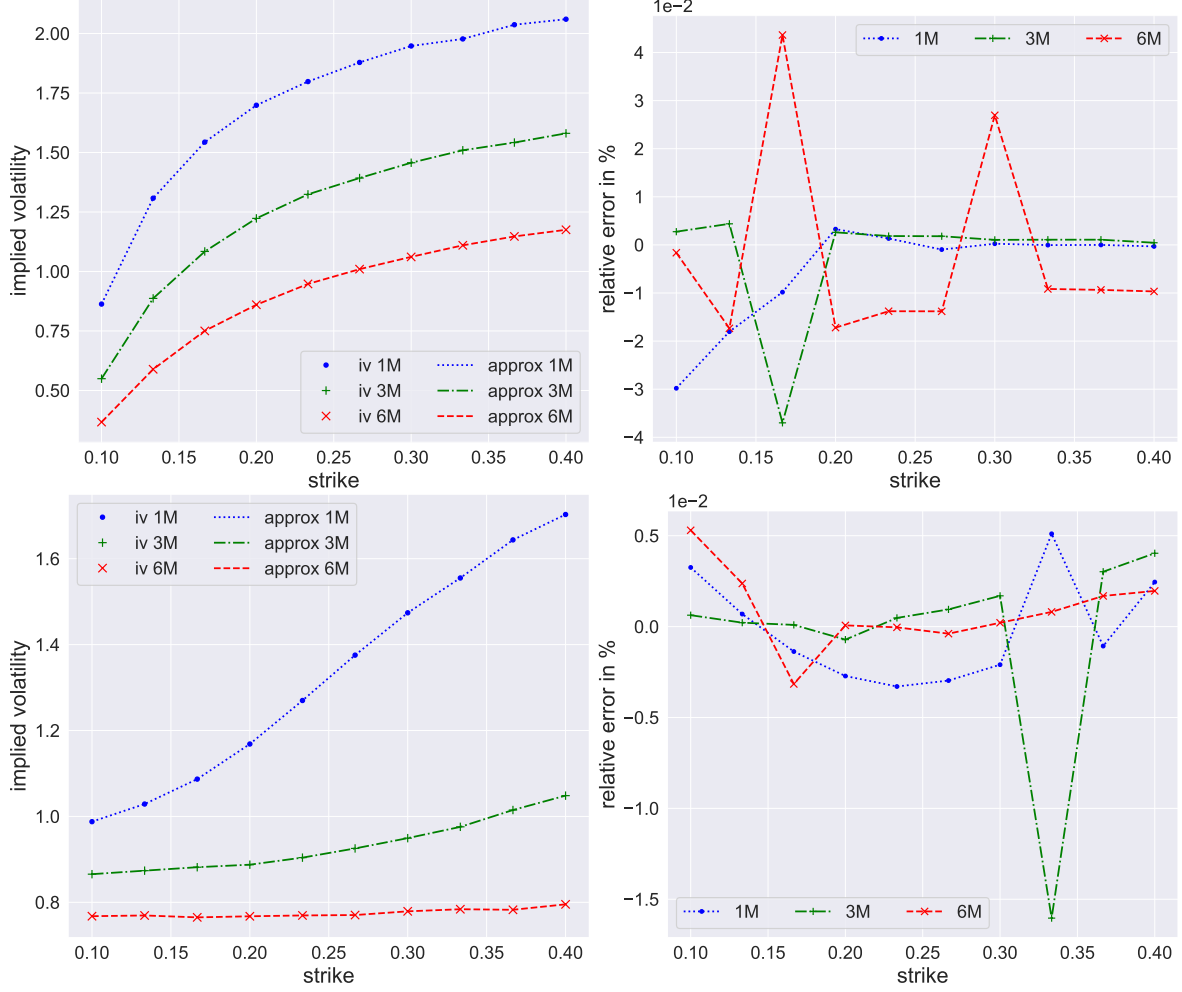 2.00
1.75
1.50
1.25
1.00
0.75
0.50
implied volatility
iv 1M approx 1M
iv 3M approx 3M
iv 6M approx 6M
0.10 0.15 0.20 0.25 0.30 0.35 0.40
strike
1e−2
1M 3M 6M
4
3
2
1
0
−1
−2
−3
−4
relative error in %
0.10 0.15 0.20 0.25 0.30 0.35 0.40
strike
iv 1M approx 1M
iv 3M approx 3M
iv 6M approx 6M
1.6
1.4
1.2
1.0
0.8
implied volatility
0.10 0.15 0.20 0.25 0.30 0.35 0.40
strike
1e−2
0.5
0.0
−0.5
−1.0
−1.5
relative error in %
1M 3M 6M
0.10 0.15 0.20 0.25 0.30 0.35 0.40
strike